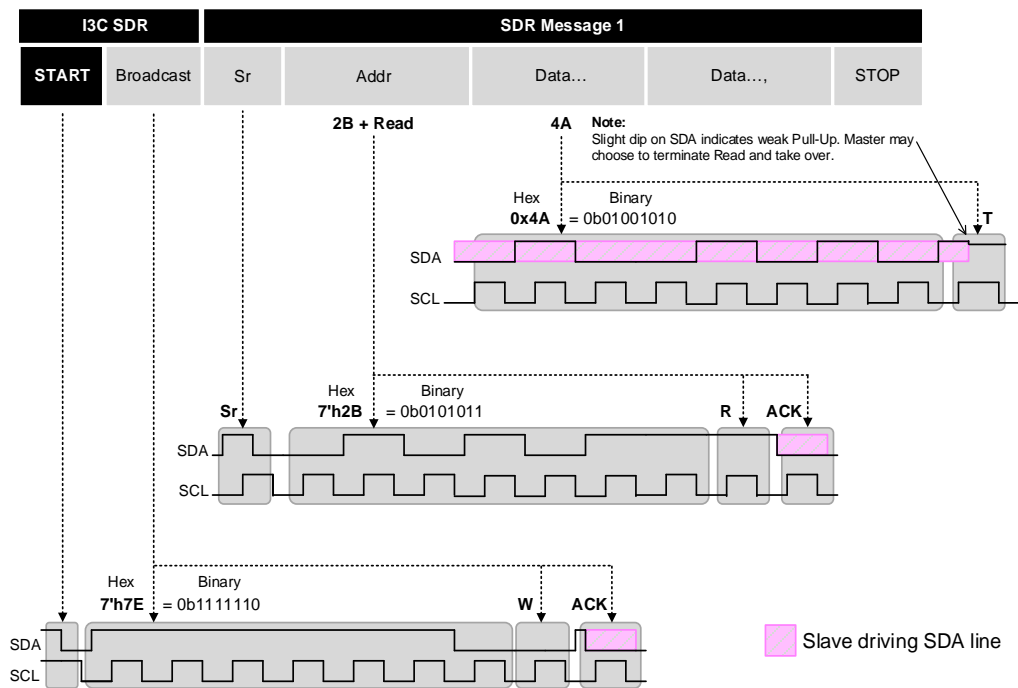 I3C SDR SDR Message 1
START Broadcast Sr Addr Data… Data…, STOP
2B + Read 4A
Note:
Slight dip on SDA indicates weak Pull-Up. Master may
choose to terminate Read and take over.
Hex Binary
0x4A = 0b01001010 T
SDA
SCL
Hex Binary
Sr 7'h2B = 0b0101011 R ACK
SDA
SCL
Hex Binary
7'h7E = 0b1111110 W ACK
SDA
SCL
Slave driving SDA line